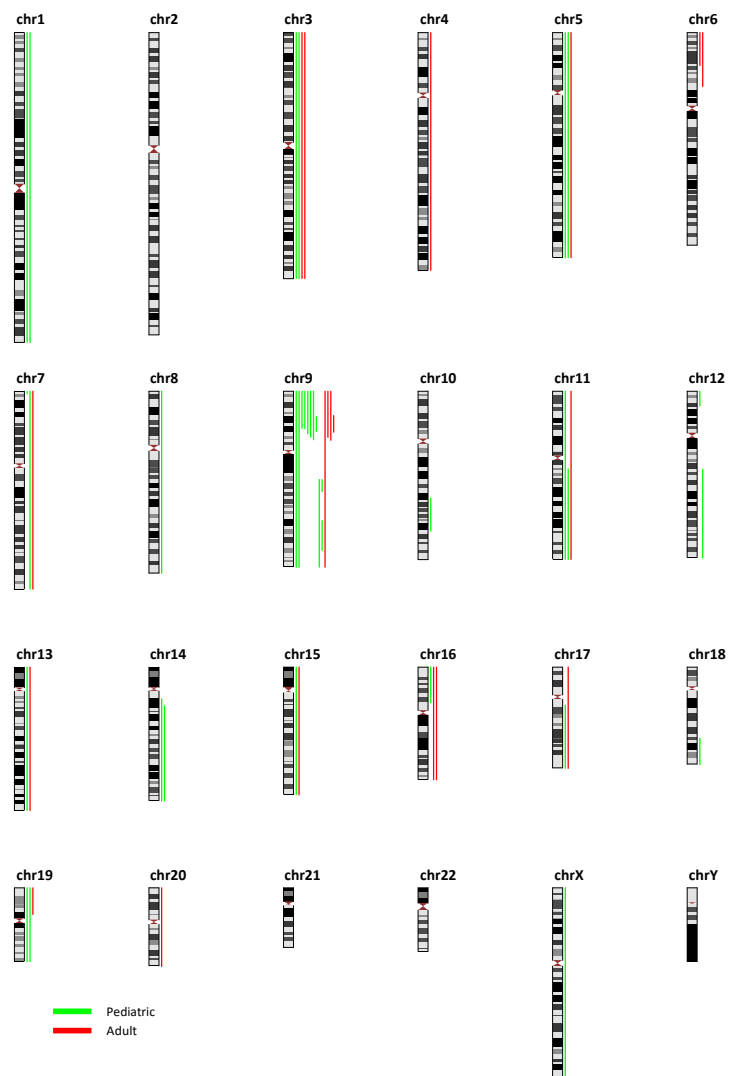 chr1 chr2 chr3 chr4 chr5 chr6
chr7 chr8 chr9 chr10 chr11 chr12
chr13 chr14 chr15 chr16 chr17 chr18
chr19 chr20 chr21 chr22 chrX chrY
Pediatric
Adult